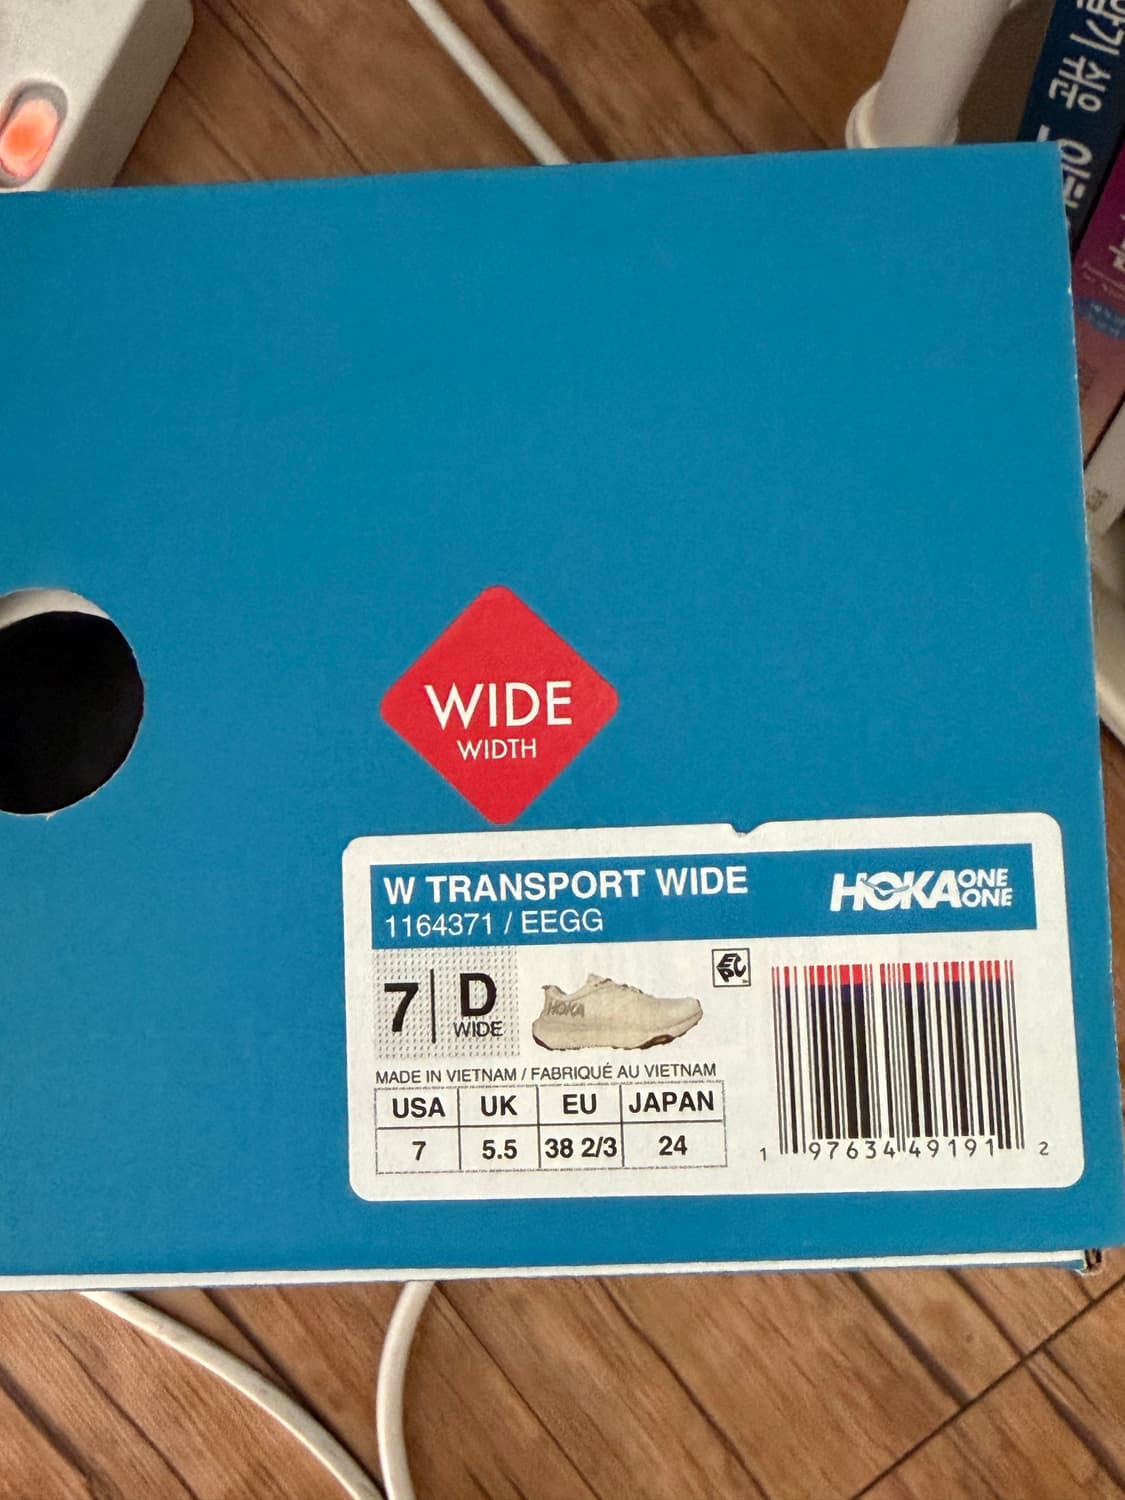 WIDE
WIDTH
W TRANSPORT WIDE
1164371 / EEGG
HOKA ONE ONE
7 D
WIDE
HOKA
MADE IN VIETNAM / FABRIQUÉ AU VIETNAM
USA UK EU JAPAN
7 5.5 38 2/3 24
1 97634 49191 2